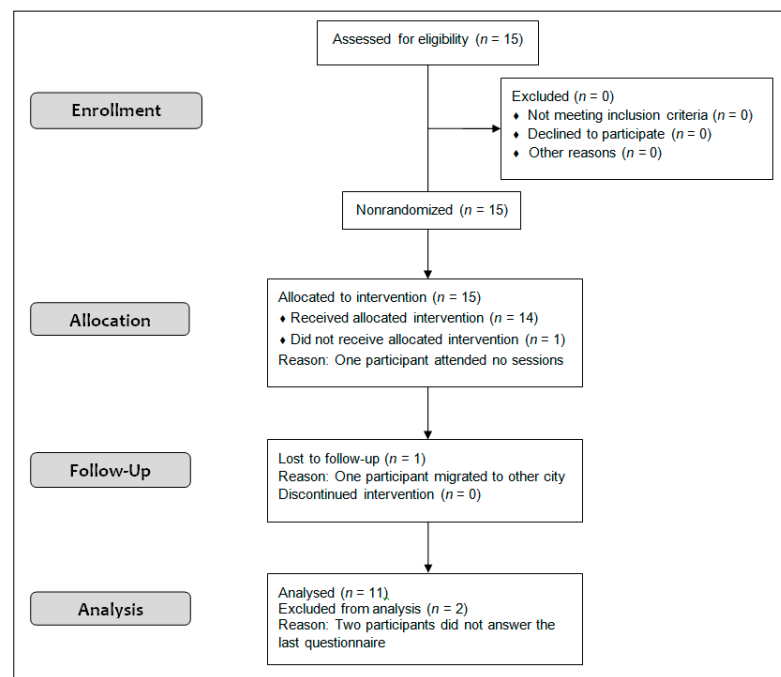 Assessed for eligibility (n = 15)
Enrollment
Excluded (n = 0)
♦ Not meeting inclusion criteria (n = 0)
♦ Declined to participate (n = 0)
♦ Other reasons (n = 0)
Nonrandomized (n = 15)
Allocation
Allocated to intervention (n = 15)
♦ Received allocated intervention (n = 14)
♦ Did not receive allocated intervention (n = 1)
Reason: One participant attended no sessions
Follow-Up
Lost to follow-up (n = 1)
Reason: One participant migrated to other city
Discontinued intervention (n = 0)
Analysis
Analysed (n = 11)
Excluded from analysis (n = 2)
Reason: Two participants did not answer the
last questionnaire